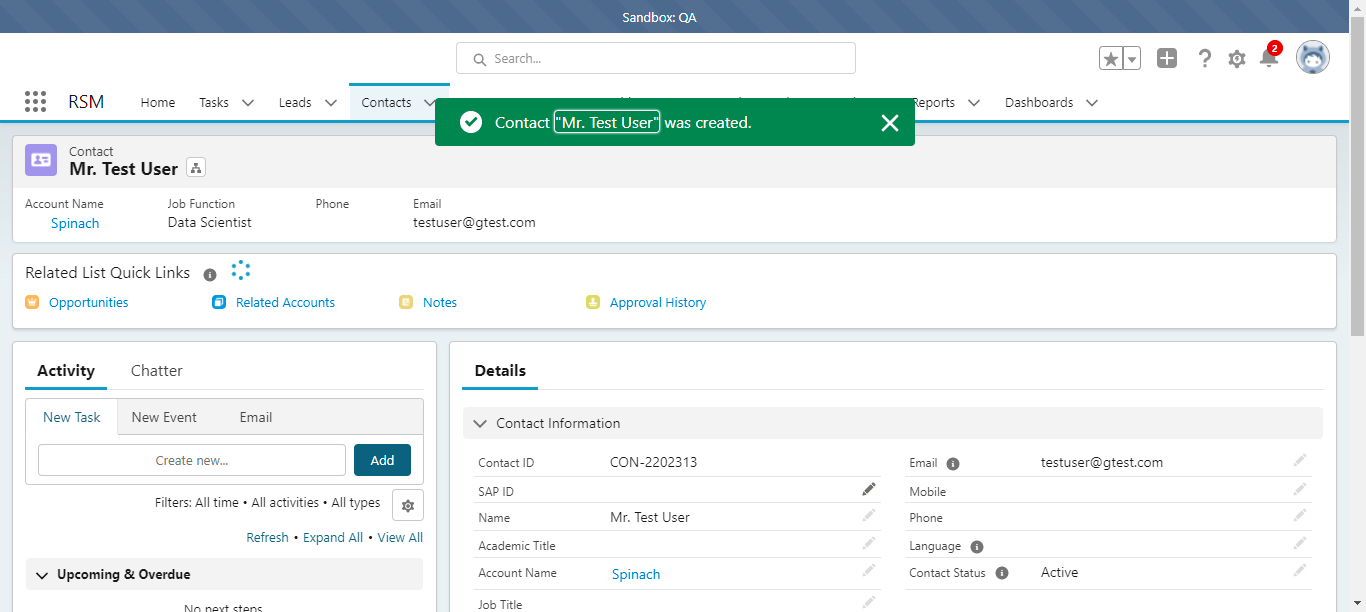 Sandbox: QA
Search...
2
RSM
Home
Tasks
Leads
Contacts
Reports
Dashboards
Contact "Mr. Test User" was created.
Contact
Mr. Test User
Account Name
Job Function
Phone
Email
Spinach
Data Scientist
testuser@gtest.com
Related List Quick Links
Opportunities
Related Accounts
Notes
Approval History
Activity
Chatter
New Task
New Event
Email
Create new...
Add
Filters: All time • All activities • All types
Refresh • Expand All • View All
Upcoming & Overdue
No next steps
Details
Contact Information
Contact ID
CON-2202313
SAP ID
Name
Mr. Test User
Academic Title
Account Name
Spinach
Job Title
Email
testuser@gtest.com
Mobile
Phone
Language
Contact Status
Active